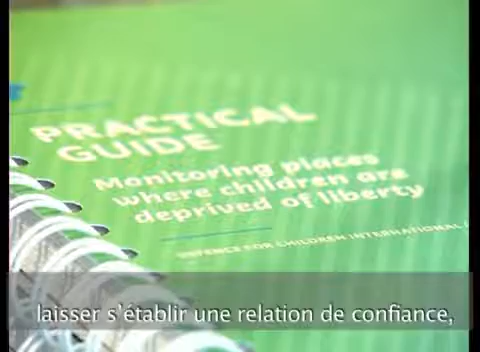 PRACTICAL
GUIDE
Monitoring places
where children are
deprived of liberty
DEFENCE FOR CHILDREN INTERNATIONAL /
laisser s'établir une relation de confiance,